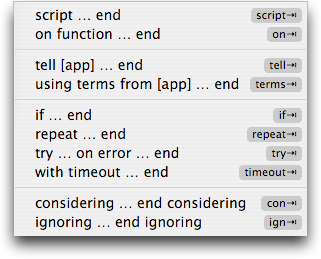 script … end script⇥
on function … end on⇥
tell [app] … end tell⇥
using terms from [app] … end terms⇥
if … end if⇥
repeat … end repeat⇥
try … on error … end try⇥
with timeout … end timeout⇥
considering … end considering con⇥
ignoring … end ignoring ign⇥